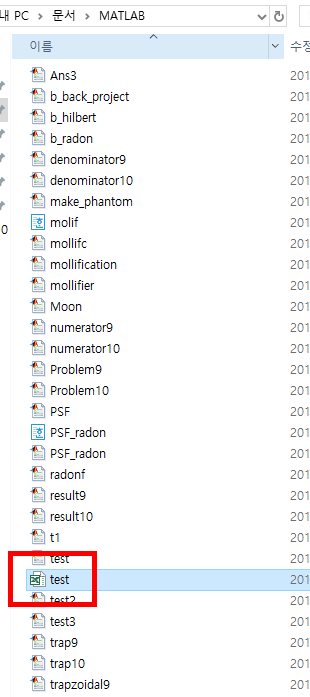 내 PC > 문서 > MATLAB
이름 수정
Ans3 201
b_back_project 201
b_hilbert 201
b_radon 201
denominator9 201
denominator10 201
make_phantom 201
molif 201
mollifc 201
mollification 201
mollifier 201
Moon 201
numerator9 201
numerator10 201
Problem9 201
Problem10 201
PSF 201
PSF_radon 201
PSF_radon 201
radonf 201
result9 201
result10 201
t1 201
test 201
test 201
test2 201
test3 201
trap9 201
trap10 201
trapzoidal9 201
0